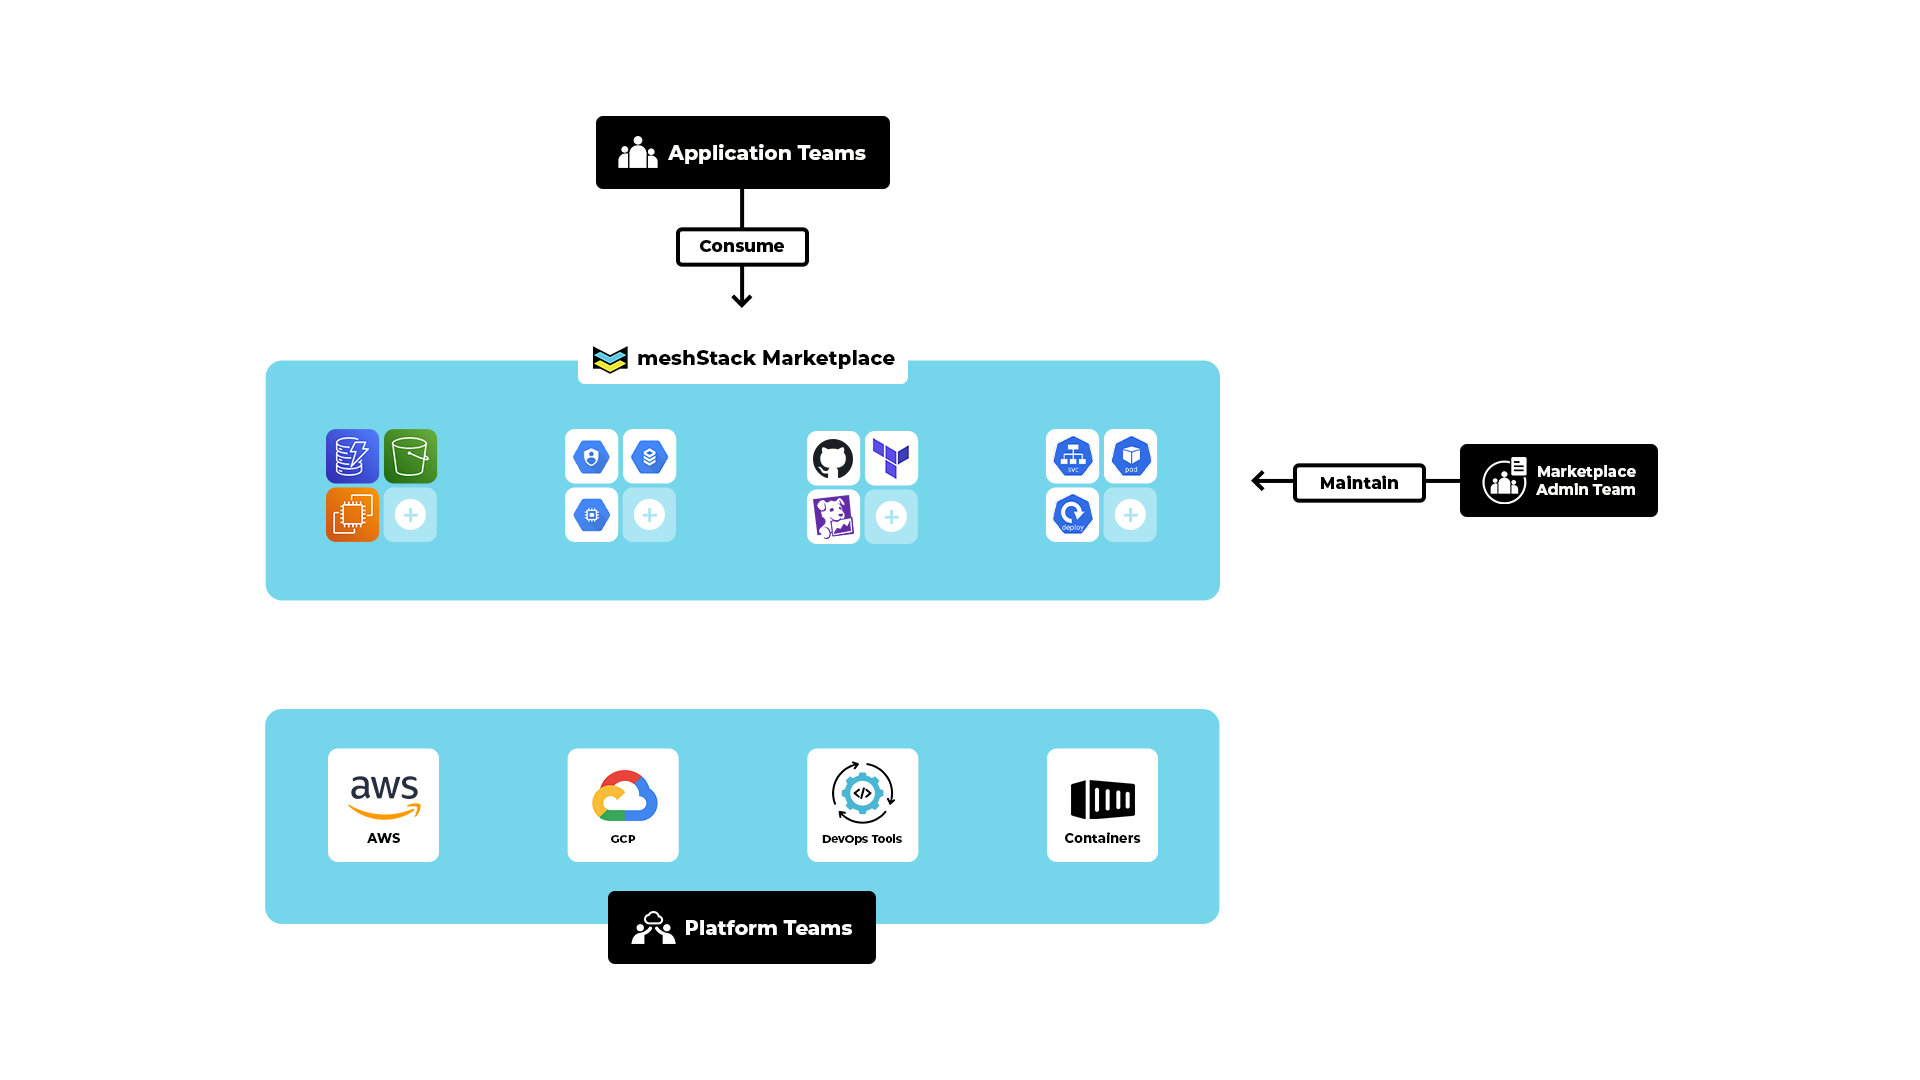 Application Teams
Consume
meshStack Marketplace
svc
pod
deploy
Maintain
Marketplace
Admin Team
aws
AWS
GCP
DevOps Tools
Containers
Platform Teams